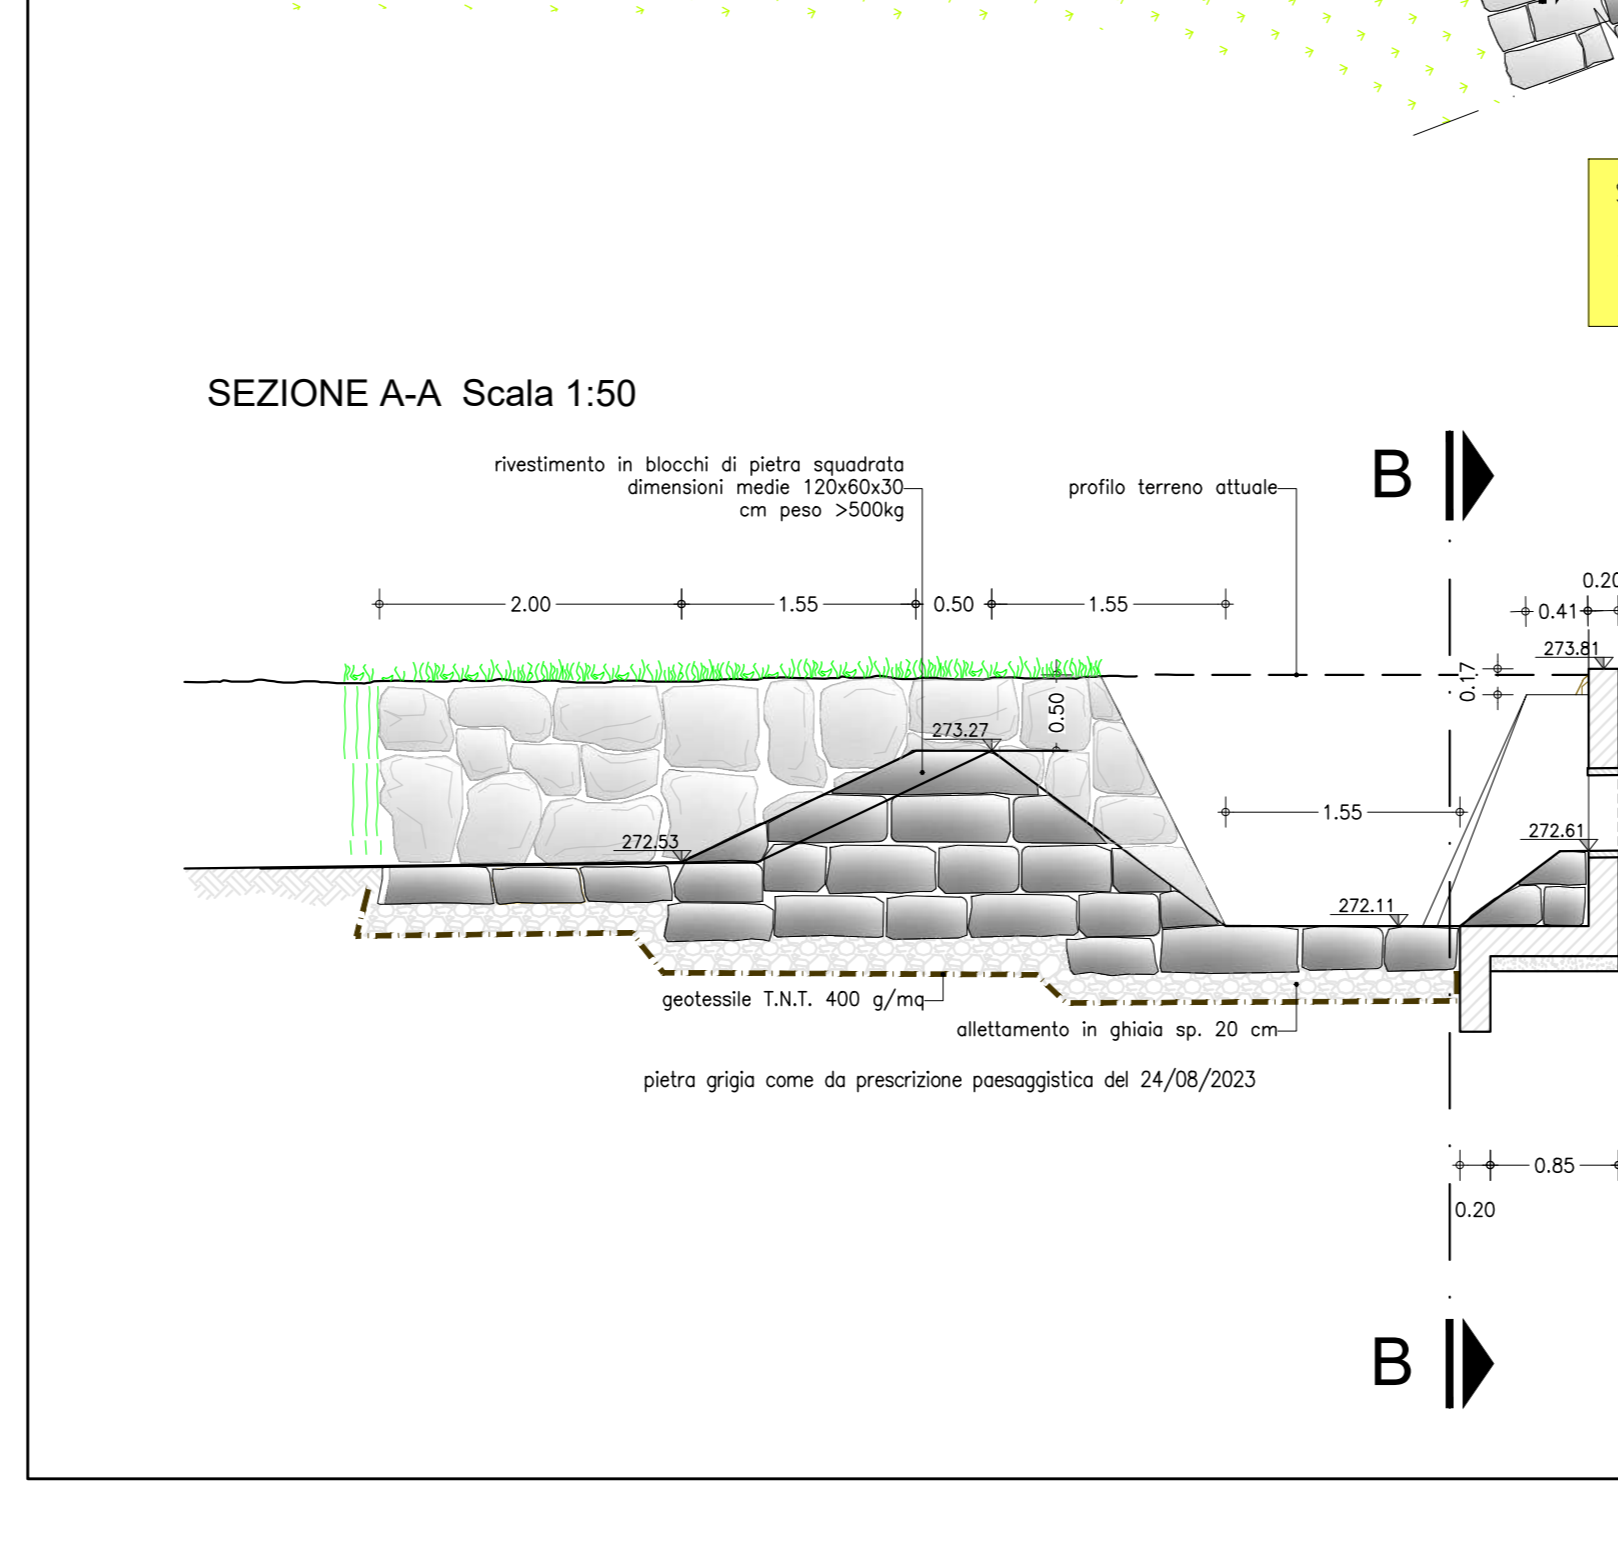 SEZIONE A-A Scala 1:50
rivestimento in blocchi di pietra squadrata
dimensioni medie 120x60x30
cm peso >500kg
profilo terreno attuale
B
2.00
1.55
0.50
1.55
0.20
0.41
273.81
0.17
0.50
273.27
1.55
272.53
272.61
272.11
geotessile T.N.T. 400 g/mq
allettamento in ghiaia sp. 20 cm
pietra grigia come da prescrizione paesaggistica del 24/08/2023
0.85
0.20
B